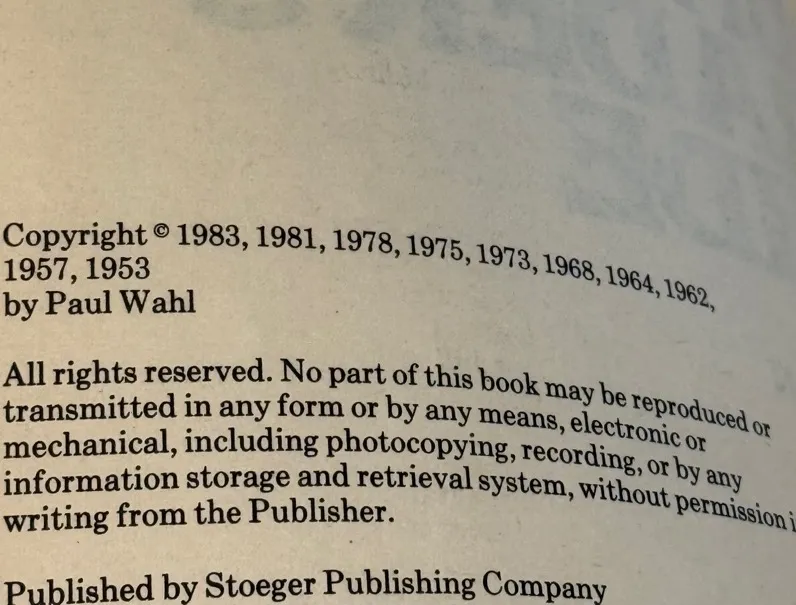 Copyright © 1983, 1981, 1978, 1975, 1973, 1968, 1964, 1962,
1957, 1953
by Paul Wahl
All rights reserved. No part of this book may be reproduced or
transmitted in any form or by any means, electronic or
mechanical, including photocopying, recording, or by any
information storage and retrieval system, without permission i
writing from the Publisher.
Published by Stoeger Publishing Company